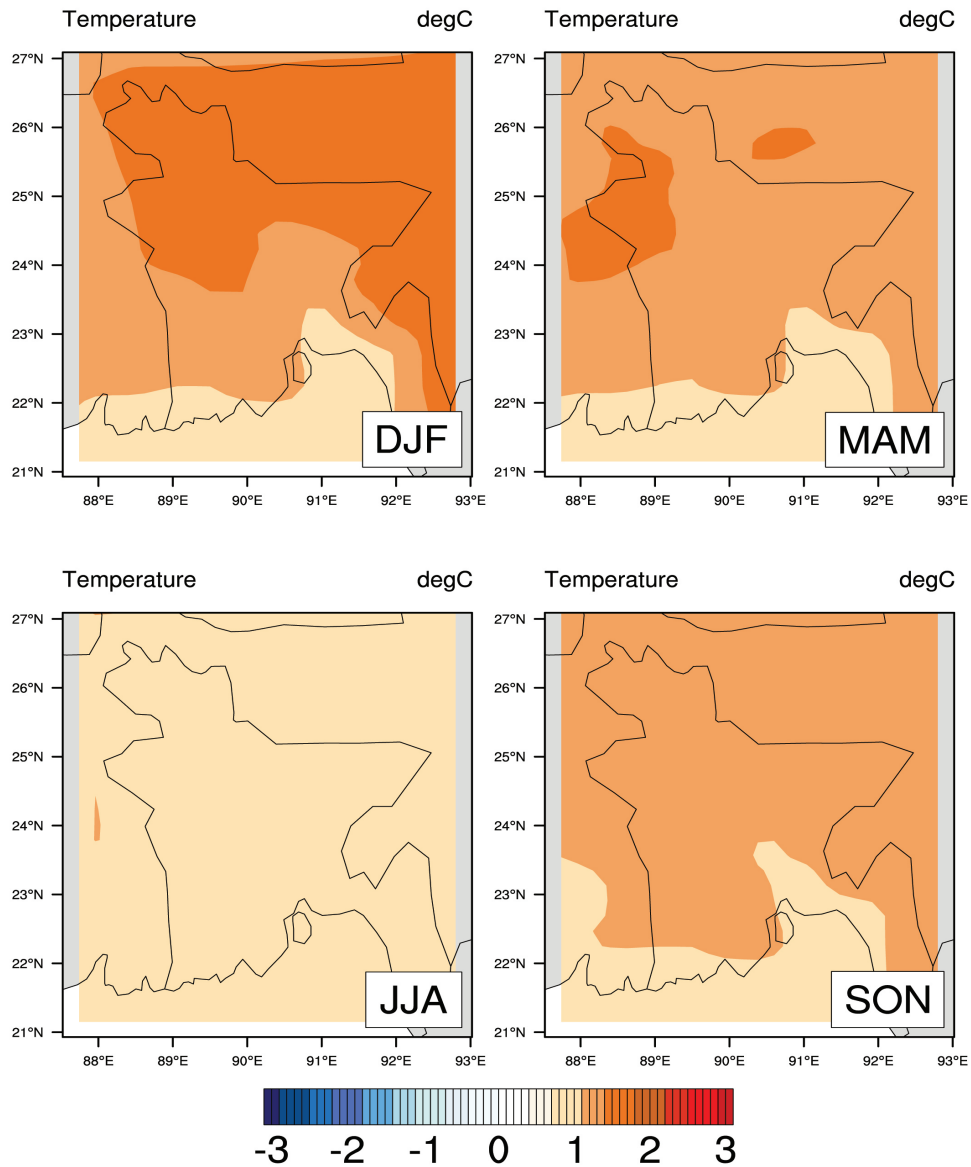 Temperature degC Temperature degC
27°N 27°N
26°N 26°N
25°N 25°N
24°N 24°N
23°N 23°N
22°N 22°N
DJF MAM
21°N 21°N
88°E 89°E 90°E 91°E 92°E 93°E 88°E 89°E 90°E 91°E 92°E 93°E
Temperature degC Temperature degC
27°N 27°N
26°N 26°N
25°N 25°N
24°N 24°N
23°N 23°N
22°N 22°N
JJA SON
21°N 21°N
88°E 89°E 90°E 91°E 92°E 93°E 88°E 89°E 90°E 91°E 92°E 93°E
-3 -2 -1 0 1 2 3